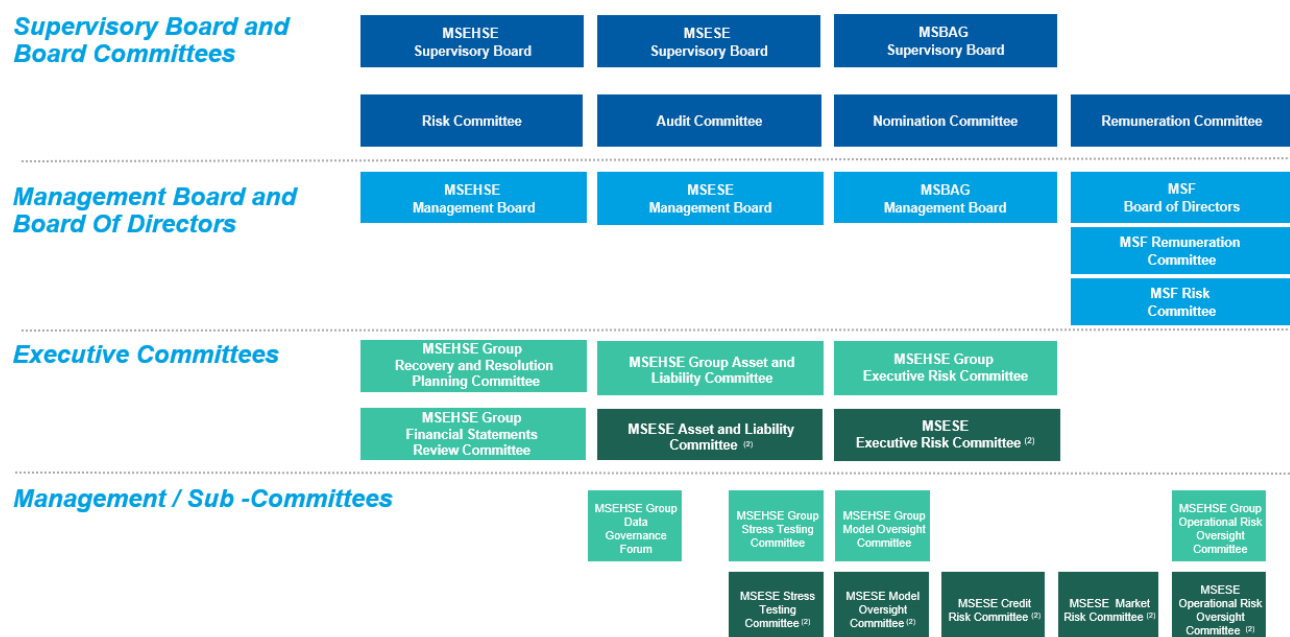 Supervisory Board and
Board Committees
MSEHSE
Supervisory Board
MSESE
Supervisory Board
MSBAG
Supervisory Board
Risk Committee
Audit Committee
Nomination Committee
Remuneration Committee
Management Board and
Board Of Directors
MSEHSE
Management Board
MSESE
Management Board
MSBAG
Management Board
MSF
Board of Directors
MSF Remuneration
Committee
MSF Risk
Committee
Executive Committees
MSEHSE Group
Recovery and Resolution
Planning Committee
MSEHSE Group Asset and
Liability Committee
MSEHSE Group
Executive Risk Committee
MSEHSE Group
Financial Statements
Review Committee
MSESE Asset and Liability
Committee (2)
MSESE
Executive Risk Committee (2)
Management / Sub -Committees
MSEHSE Group
Data
Governance
Forum
MSEHSE Group
Stress Testing
Committee
MSEHSE Group
Model Oversight
Committee
MSEHSE Group
Operational Risk
Oversight
Committee
MSESE Stress
Testing
Committee (2)
MSESE Model
Oversight
Committee (2)
MSESE Credit
Risk Committee (2)
MSESE Market
Risk Committee (2)
MSESE
Operational Risk
Oversight
Committee (2)